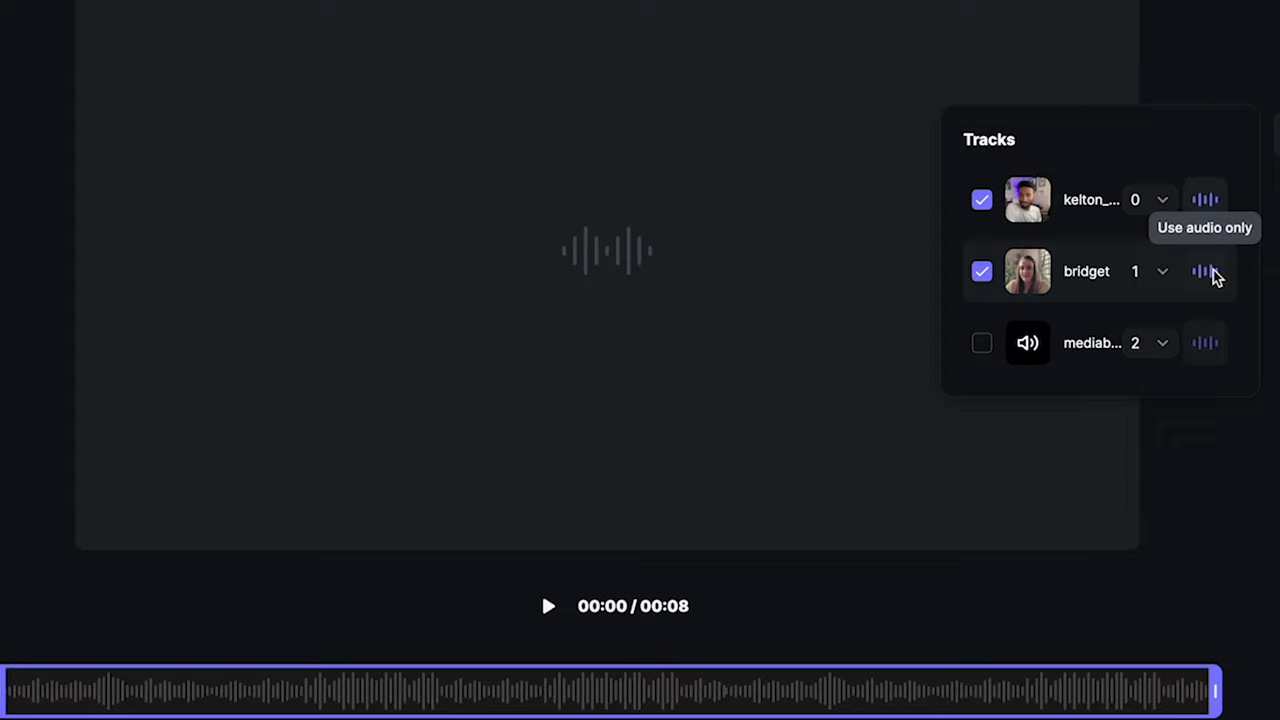 Tracks
kelton_... 0
Use audio only
bridget 1
mediab... 2
00:00 / 00:08